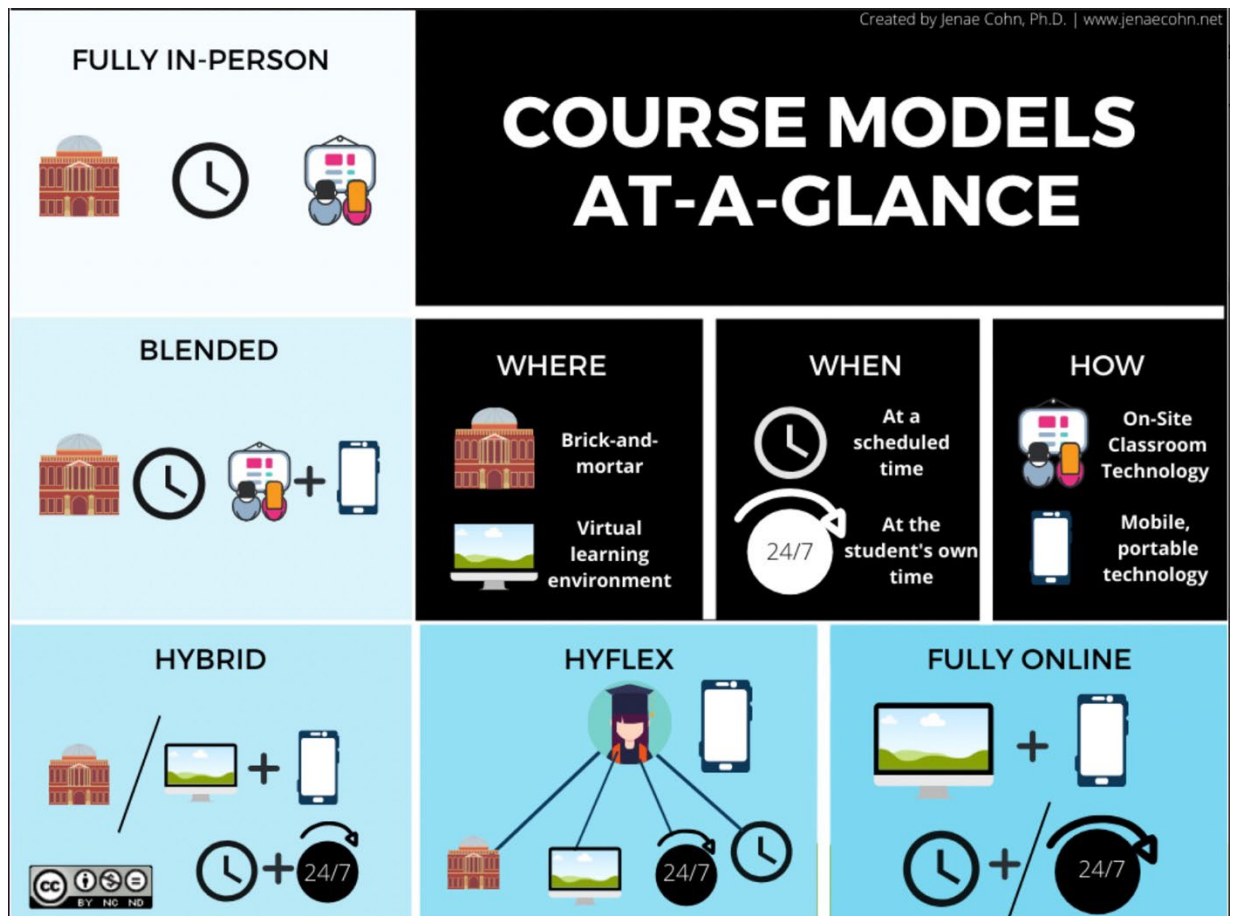 Created by Jenae Cohn, Ph.D. | www.jenaecohn.net
FULLY IN-PERSON
COURSE MODELS
AT-A-GLANCE
BLENDED
WHERE
Brick-and-
mortar
Virtual
learning
environment
WHEN
At a
scheduled
time
24/7
At the
student's own
time
HOW
On-Site
Classroom
Technology
Mobile,
portable
technology
HYBRID
24/7
cc
BY NC ND
HYFLEX
24/7
FULLY ONLINE
24/7